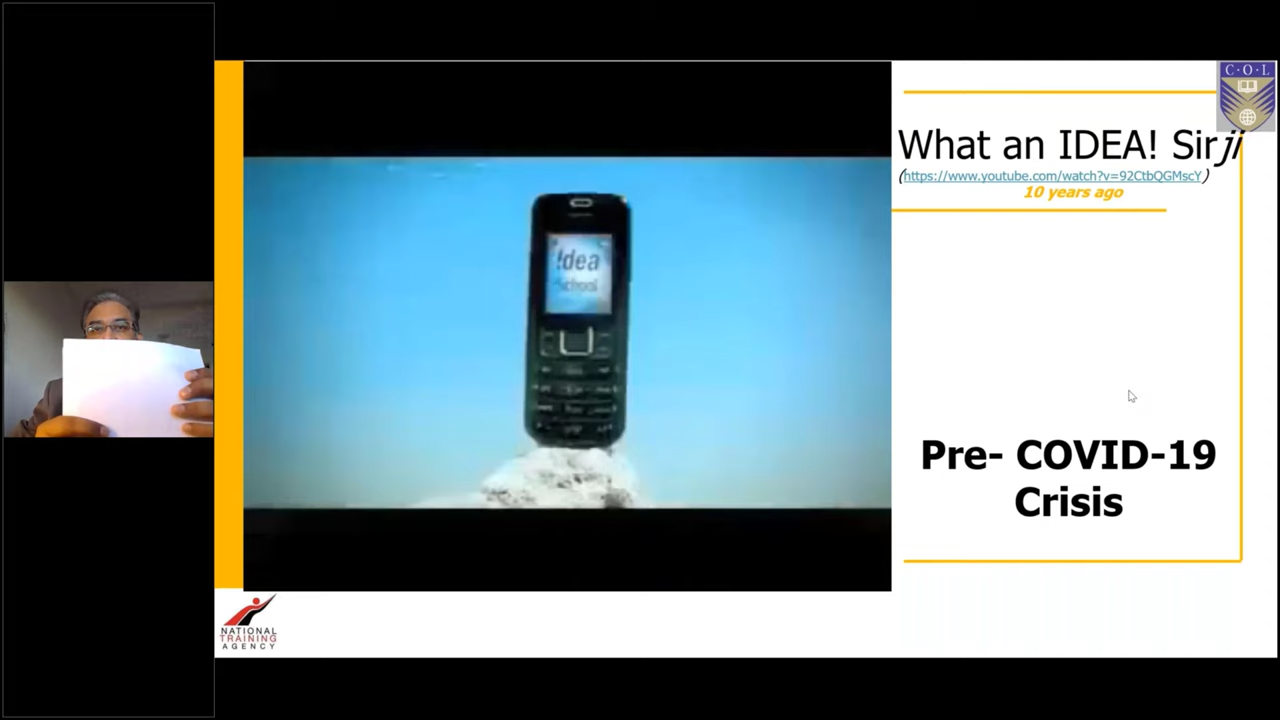 C·O·L
What an IDEA! Sirji
(https://www.youtube.com/watch?v=92CtbQGMscY)
10 years ago
!dea
School
Pre- COVID-19
Crisis
NATIONAL
TRAINING
AGENCY